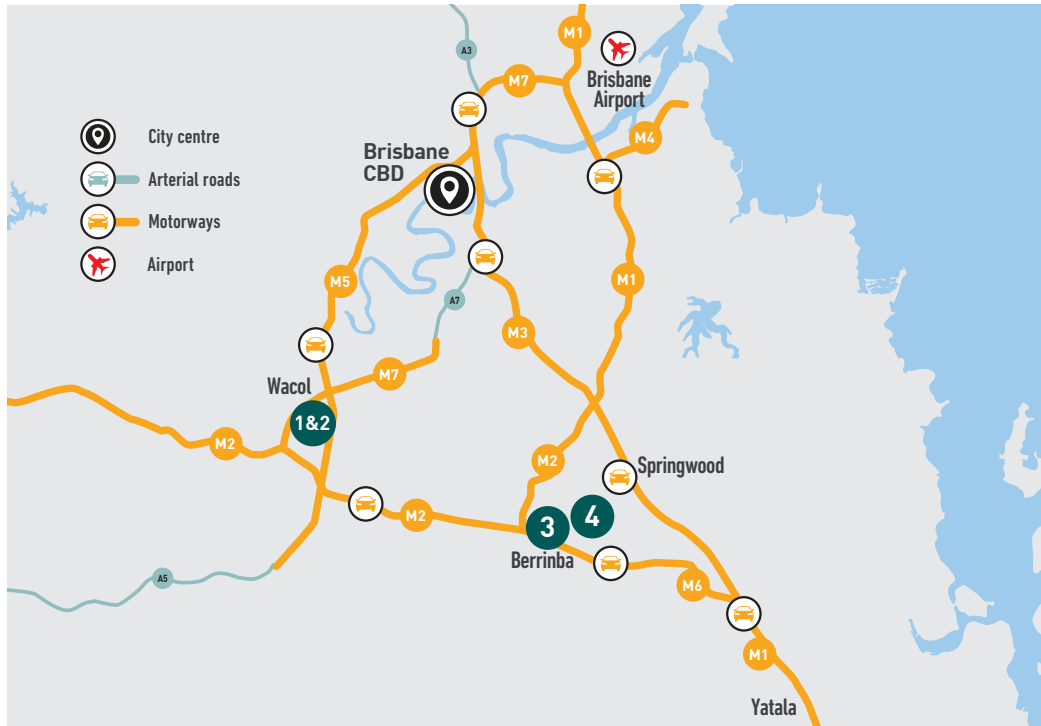 M1
A3
M7
Brisbane
Airport
City centre
M4
Brisbane
CBD
Arterial roads
Motorways
Airport
M5
M1
A7
M3
M7
Wacol
1&2
M2
M2
Springwood
M2
3
4
Berrinba
A5
M6
M1
Yatala